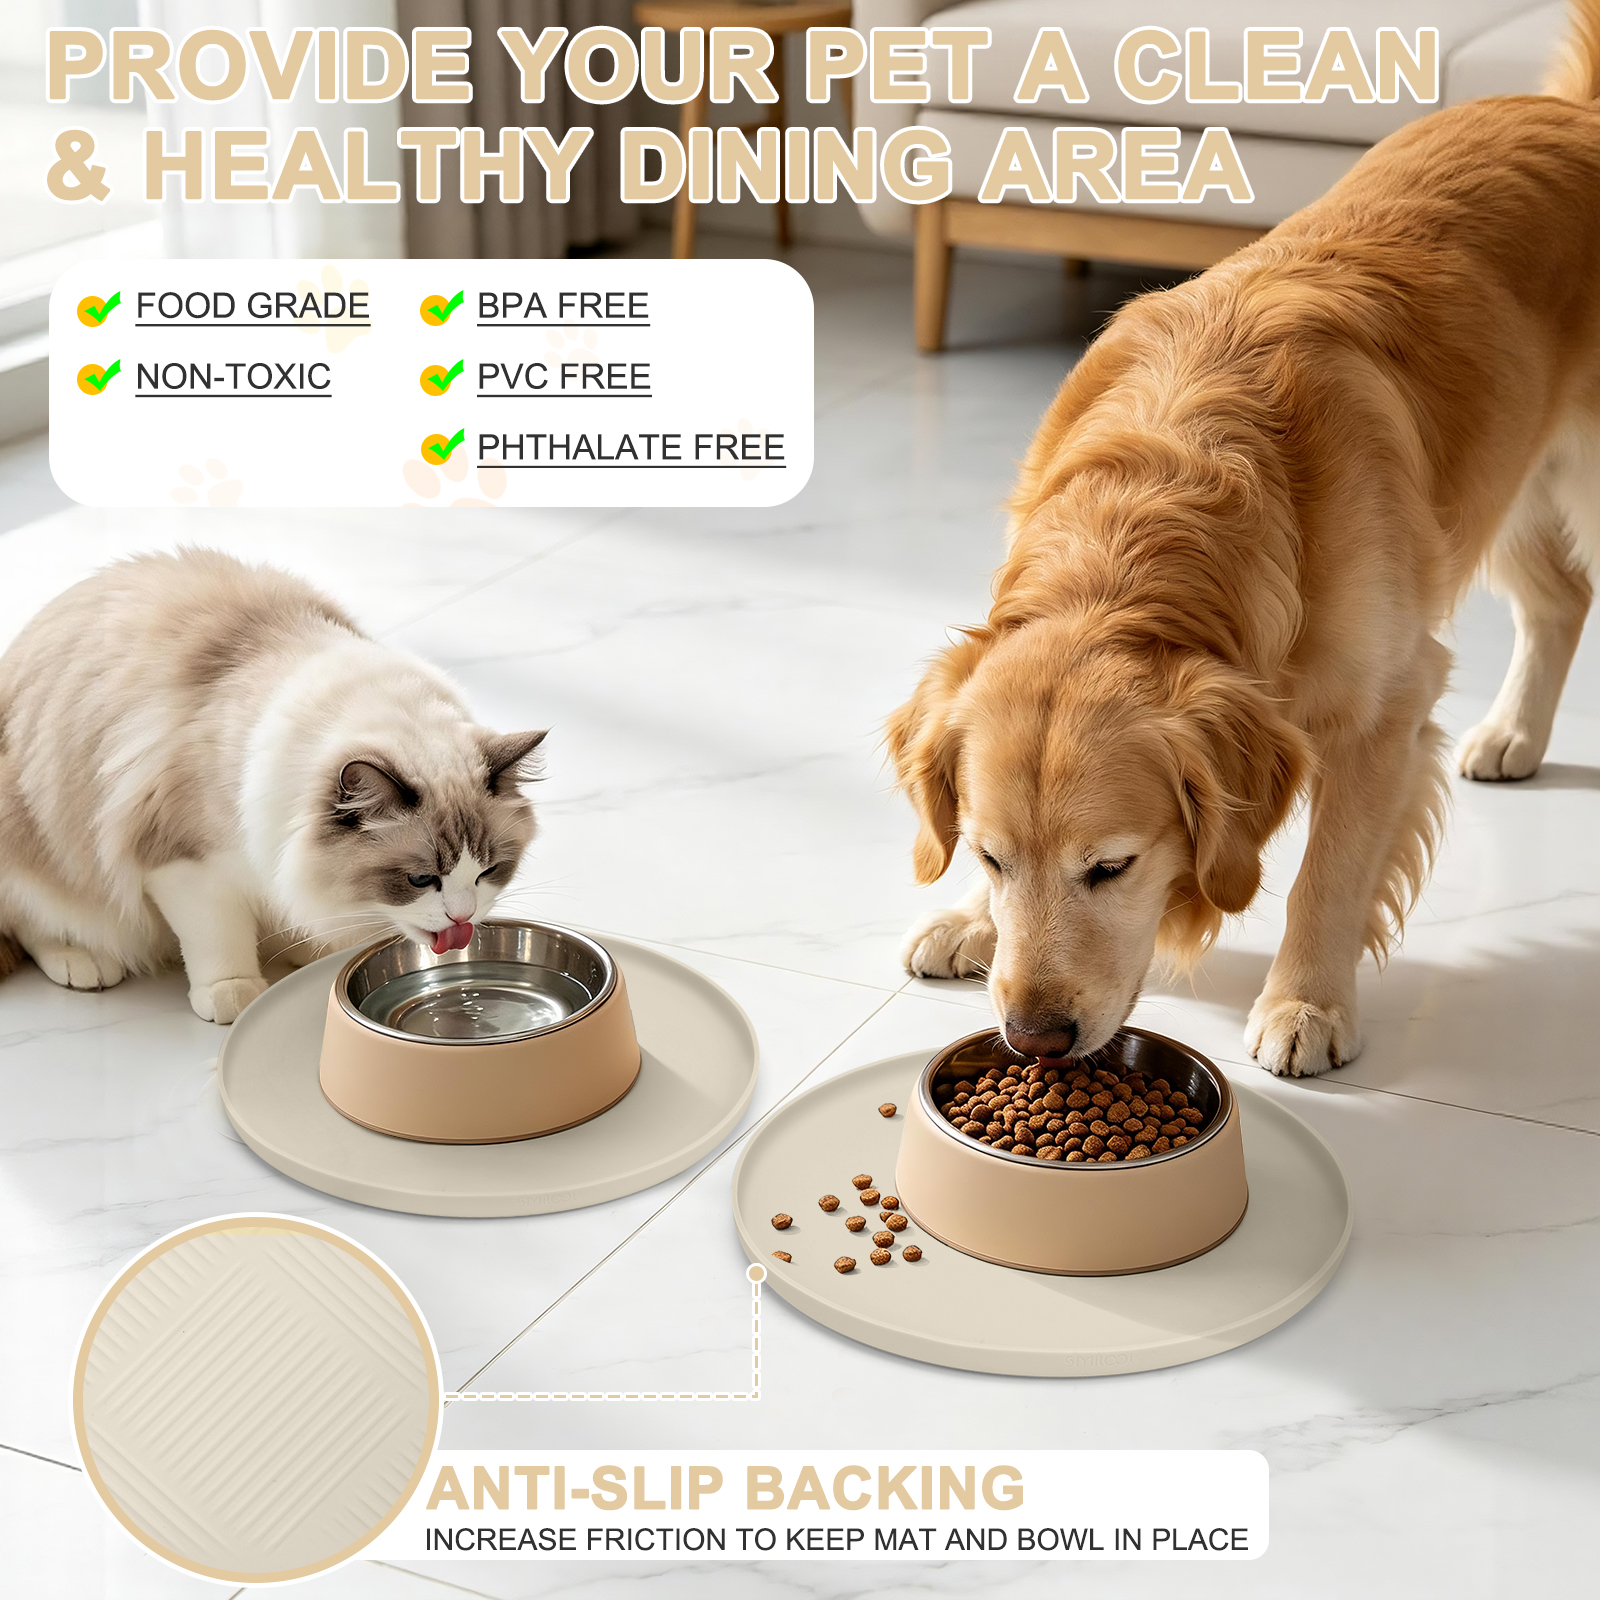 PROVIDE YOUR PET A CLEAN
& HEALTHY DINING AREA
FOOD GRADE
BPA FREE
NON-TOXIC
PVC FREE
PHTHALATE FREE
ANTI-SLIP BACKING
INCREASE FRICTION TO KEEP MAT AND BOWL IN PLACE